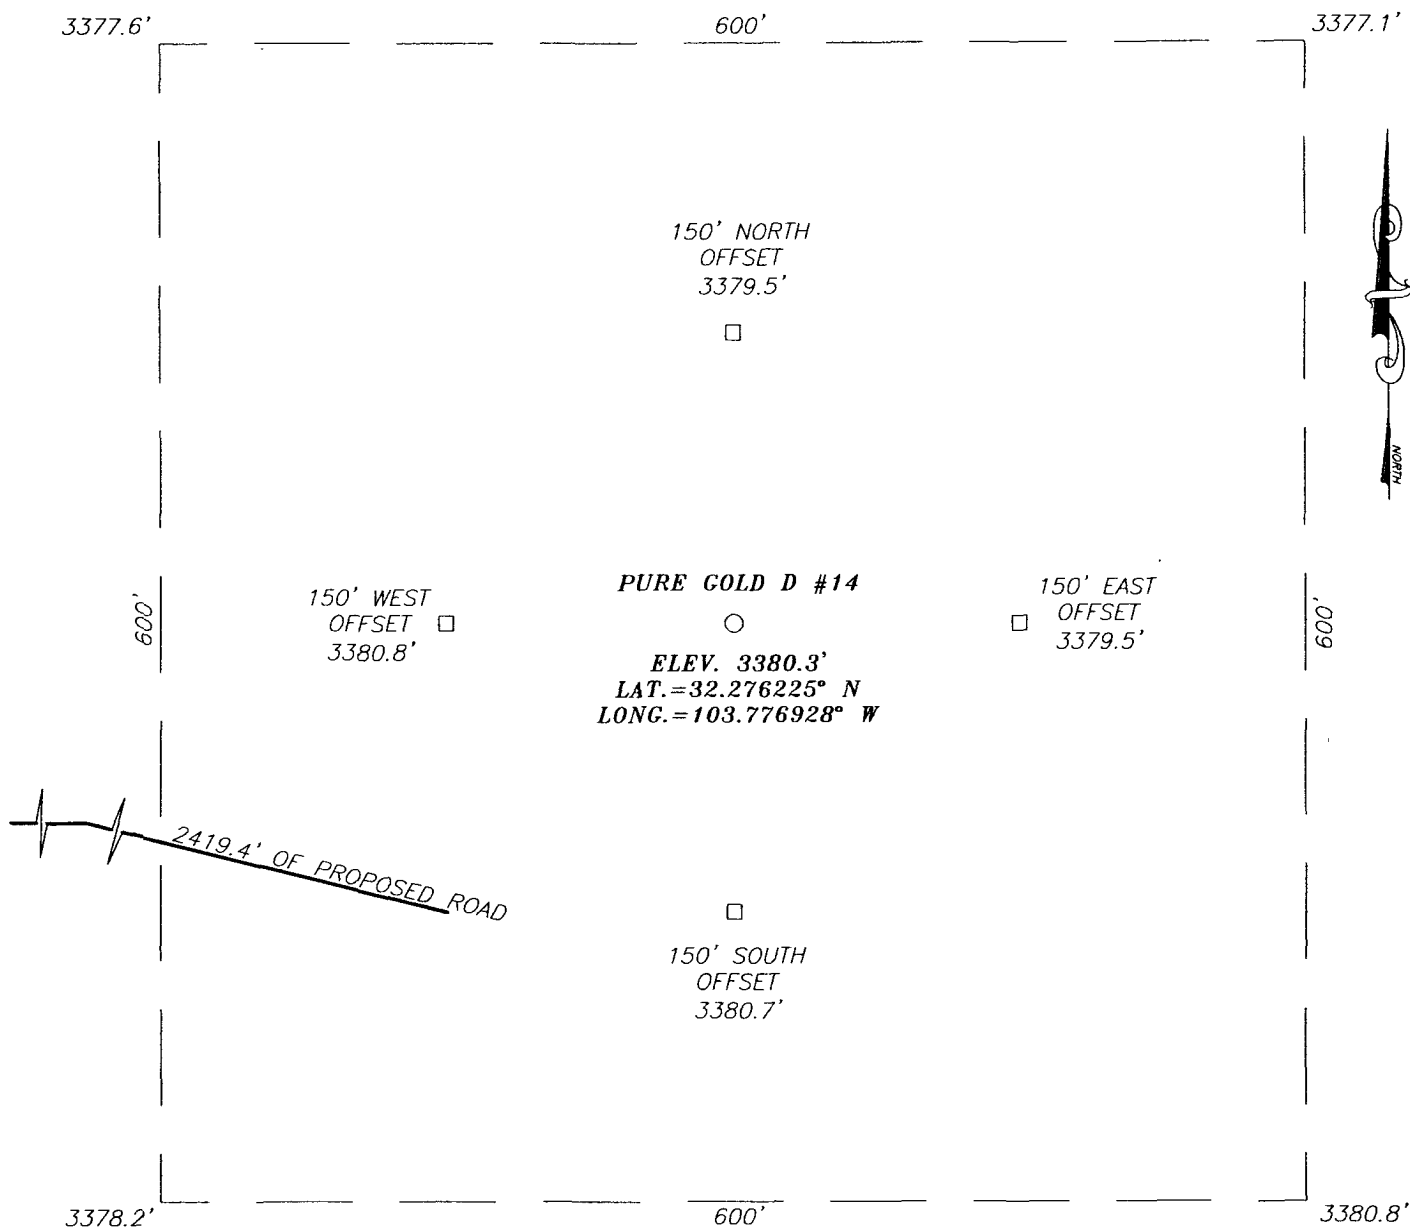 3377.6'
600'
3377.1'
NORTH
150' NORTH
OFFSET
3379.5'
PURE GOLD D #14
150' WEST
OFFSET
3380.8'
150' EAST
OFFSET
3379.5'
600'
600'
ELEV. 3380.3'
LAT.=32.276225° N
LONG.=103.776928° W
2419.4' OF PROPOSED ROAD
150' SOUTH
OFFSET
3380.7'
3378.2'
600'
3380.8'